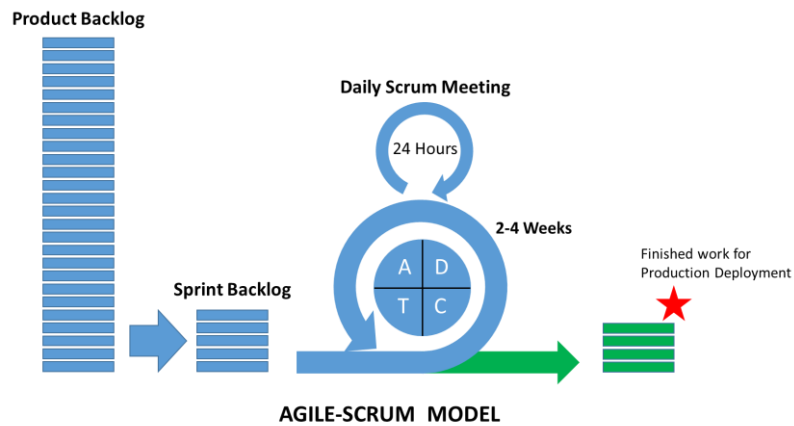 Product Backlog
Daily Scrum Meeting
24 Hours
2-4 Weeks
A D
T C
Finished work for
Production Deployment
Sprint Backlog
AGILE-SCRUM MODEL